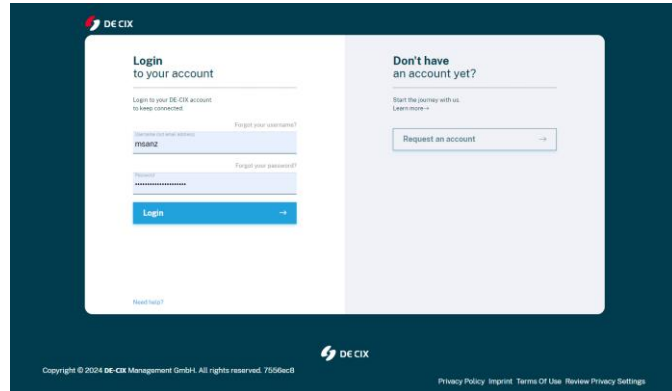 DE CIX
Login
to your account
Login to your DE-CIX account
to keep connected.
Forgot your username?
Username (not email address)
msanz
Forgot your password?
Password
Login →
Need help?
Don't have
an account yet?
Start the journey with us.
Learn more→
Request an account →
DE CIX
Copyright © 2024 DE-CIX Management GmbH. All rights reserved. 7556ec8
Privacy Policy Imprint Terms Of Use Review Privacy Settings